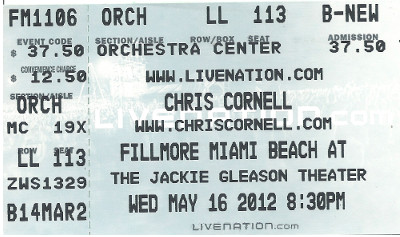 FM1106 ORCH LL 113 B-NEW
EVENT CODE SECTION/AISLE ROW/BOX SEAT ADMISSION
$ 37.50 ORCHESTRA CENTER 37.50
CONVENIENCE CHARGE
$ 12.50 WWW.LIVENATION.COM
SECTION/AISLE
ORCH CHRIS CORNELL
MC 19X WWW.CHRISCORNELL.COM
ROW SEAT
LL 113 FILLMORE MIAMI BEACH AT
ZWS1329 THE JACKIE GLEASON THEATER
B14MAR2 WED MAY 16 2012 8:30PM
LIVENATION.COM